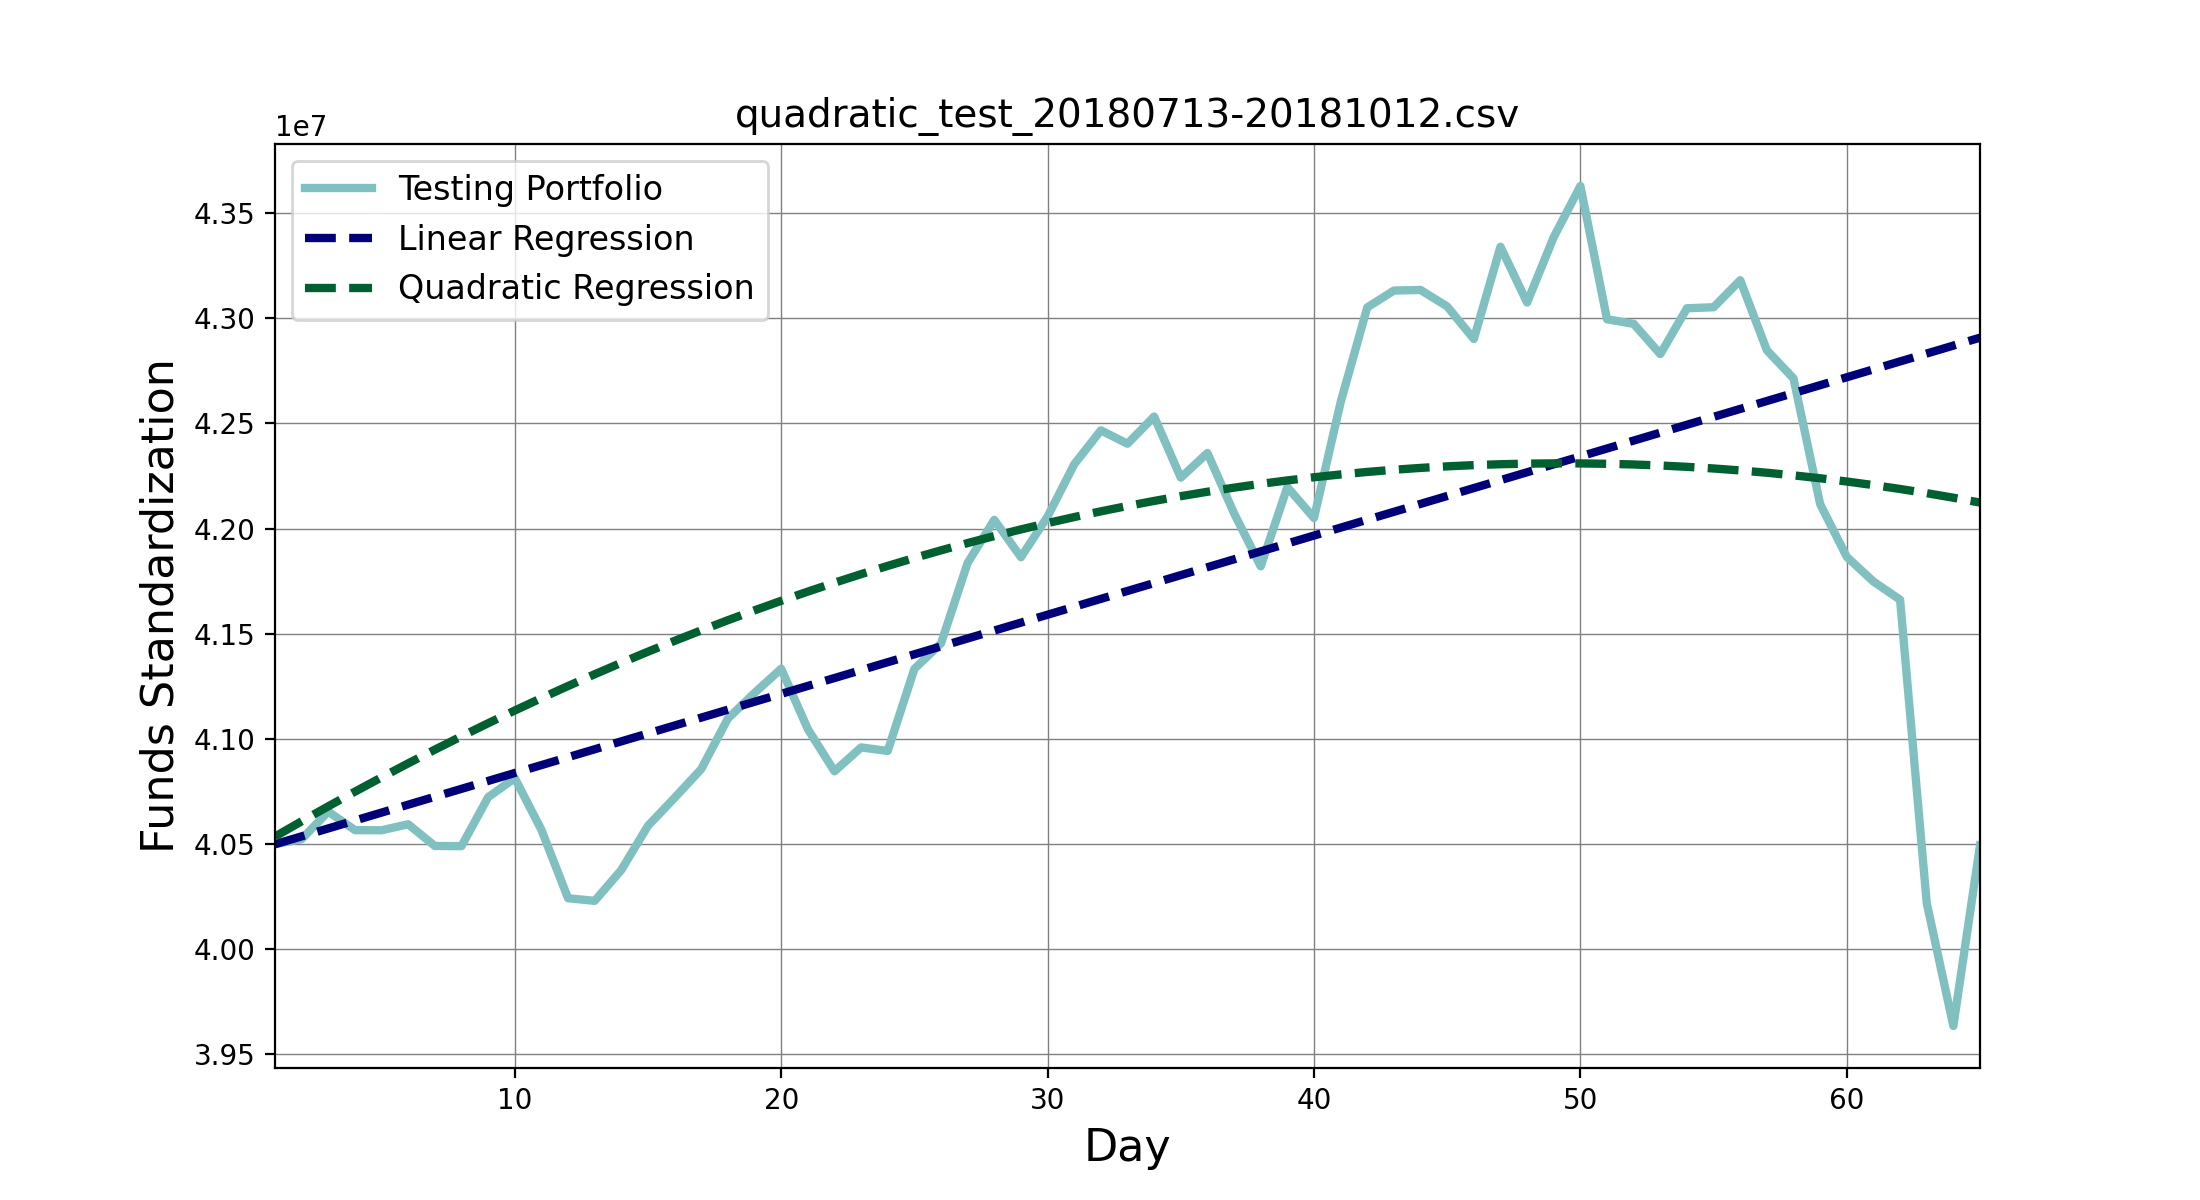 quadratic_test_20180713-20181012.csv
1e7
Testing Portfolio
Linear Regression
Quadratic Regression
4.35
4.30
4.25
4.20
4.15
4.10
4.05
4.00
3.95
Funds Standardization
10 20 30 40 50 60
Day